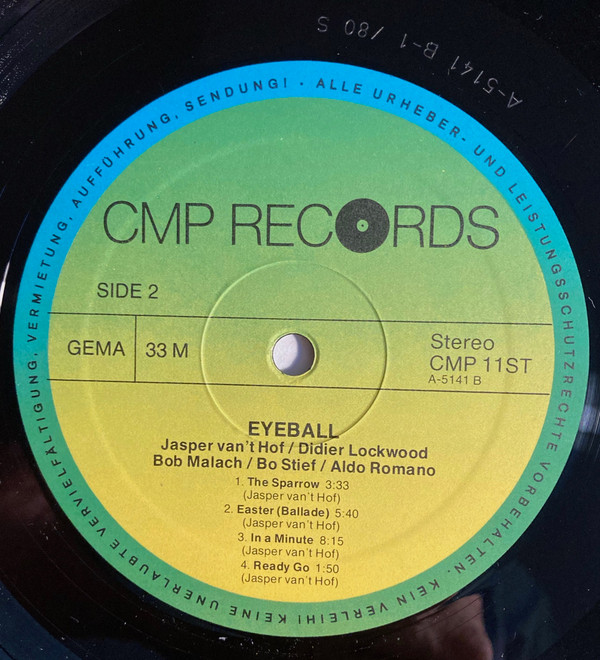 A-5141 B-1 / 80 S
ALLE URHEBER- UND LEISTUNGSSCHUTZRECHTE VORBEHALTEN. KEIN VERLEIH! KEINE UNERLAUBTE VERVIELFÄLTIGUNG, VERMIETUNG, AUFFÜHRUNG, SENDUNG! ·
CMP RECORDS
SIDE 2
GEMA 33 M
Stereo
CMP 11ST
A-5141 B
EYEBALL
Jasper van't Hof / Didier Lockwood
Bob Malach / Bo Stief / Aldo Romano
1. The Sparrow 3:33
(Jasper van't Hof)
2. Easter (Ballade) 5:40
(Jasper van't Hof)
3. In a Minute 8:15
(Jasper van't Hof)
4. Ready Go 1:50
(Jasper van't Hof)